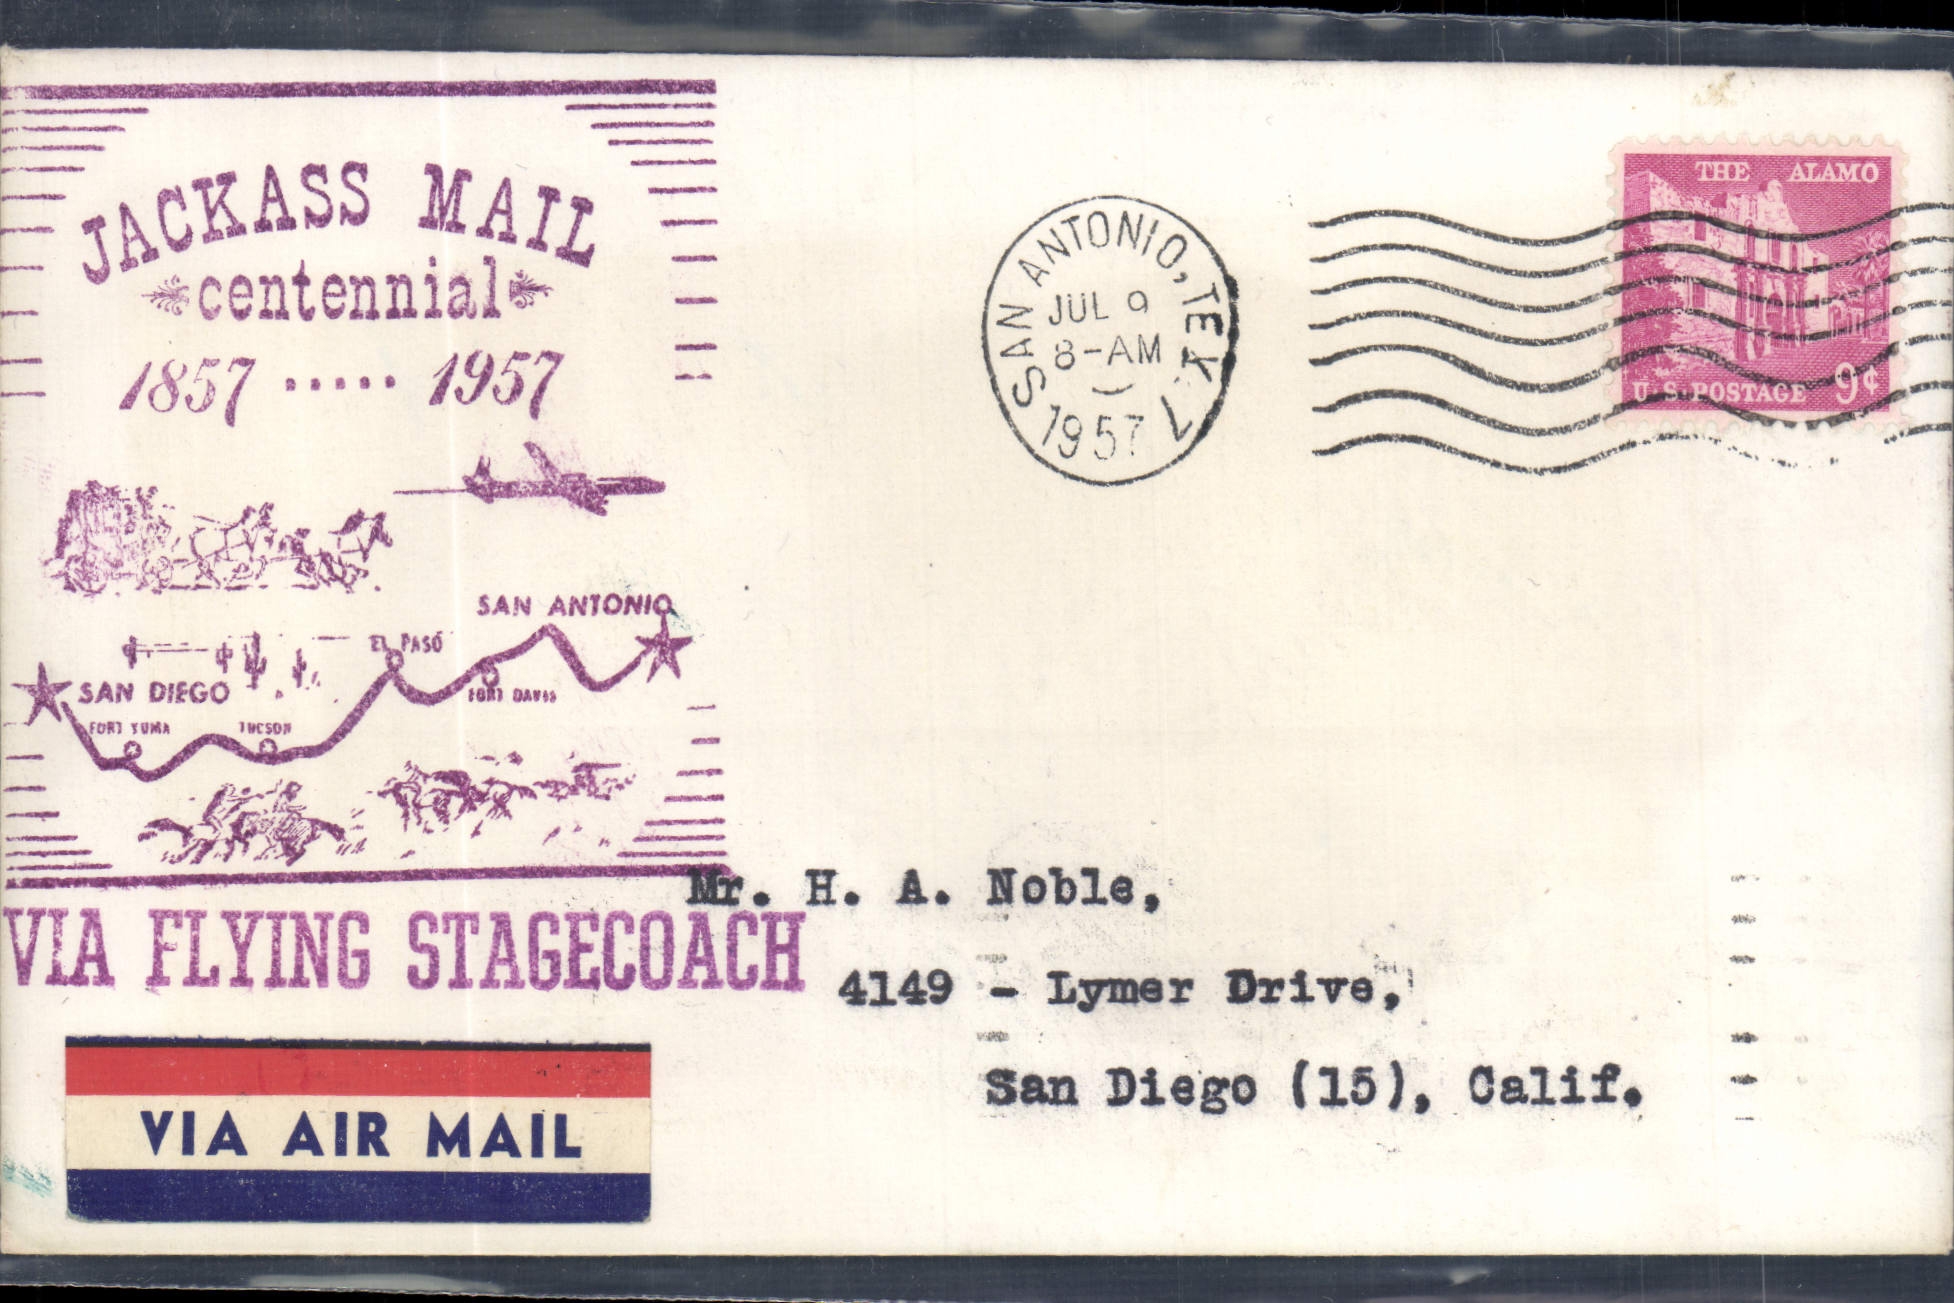 JACKASS MAIL
centennial
1857 ..... 1957
SAN ANTONIO
EL PASO
SAN DIEGO
FORT DAVIS
FORT YUMA
TUCSON
VIA FLYING STAGECOACH
VIA AIR MAIL
SAN ANTONIO, TEX. 7
JUL 9
8-AM
1957
THE ALAMO
U.S. POSTAGE 9¢
Mr. H. A. Noble,
4149 - Lymer Drive,
San Diego (15), Calif.